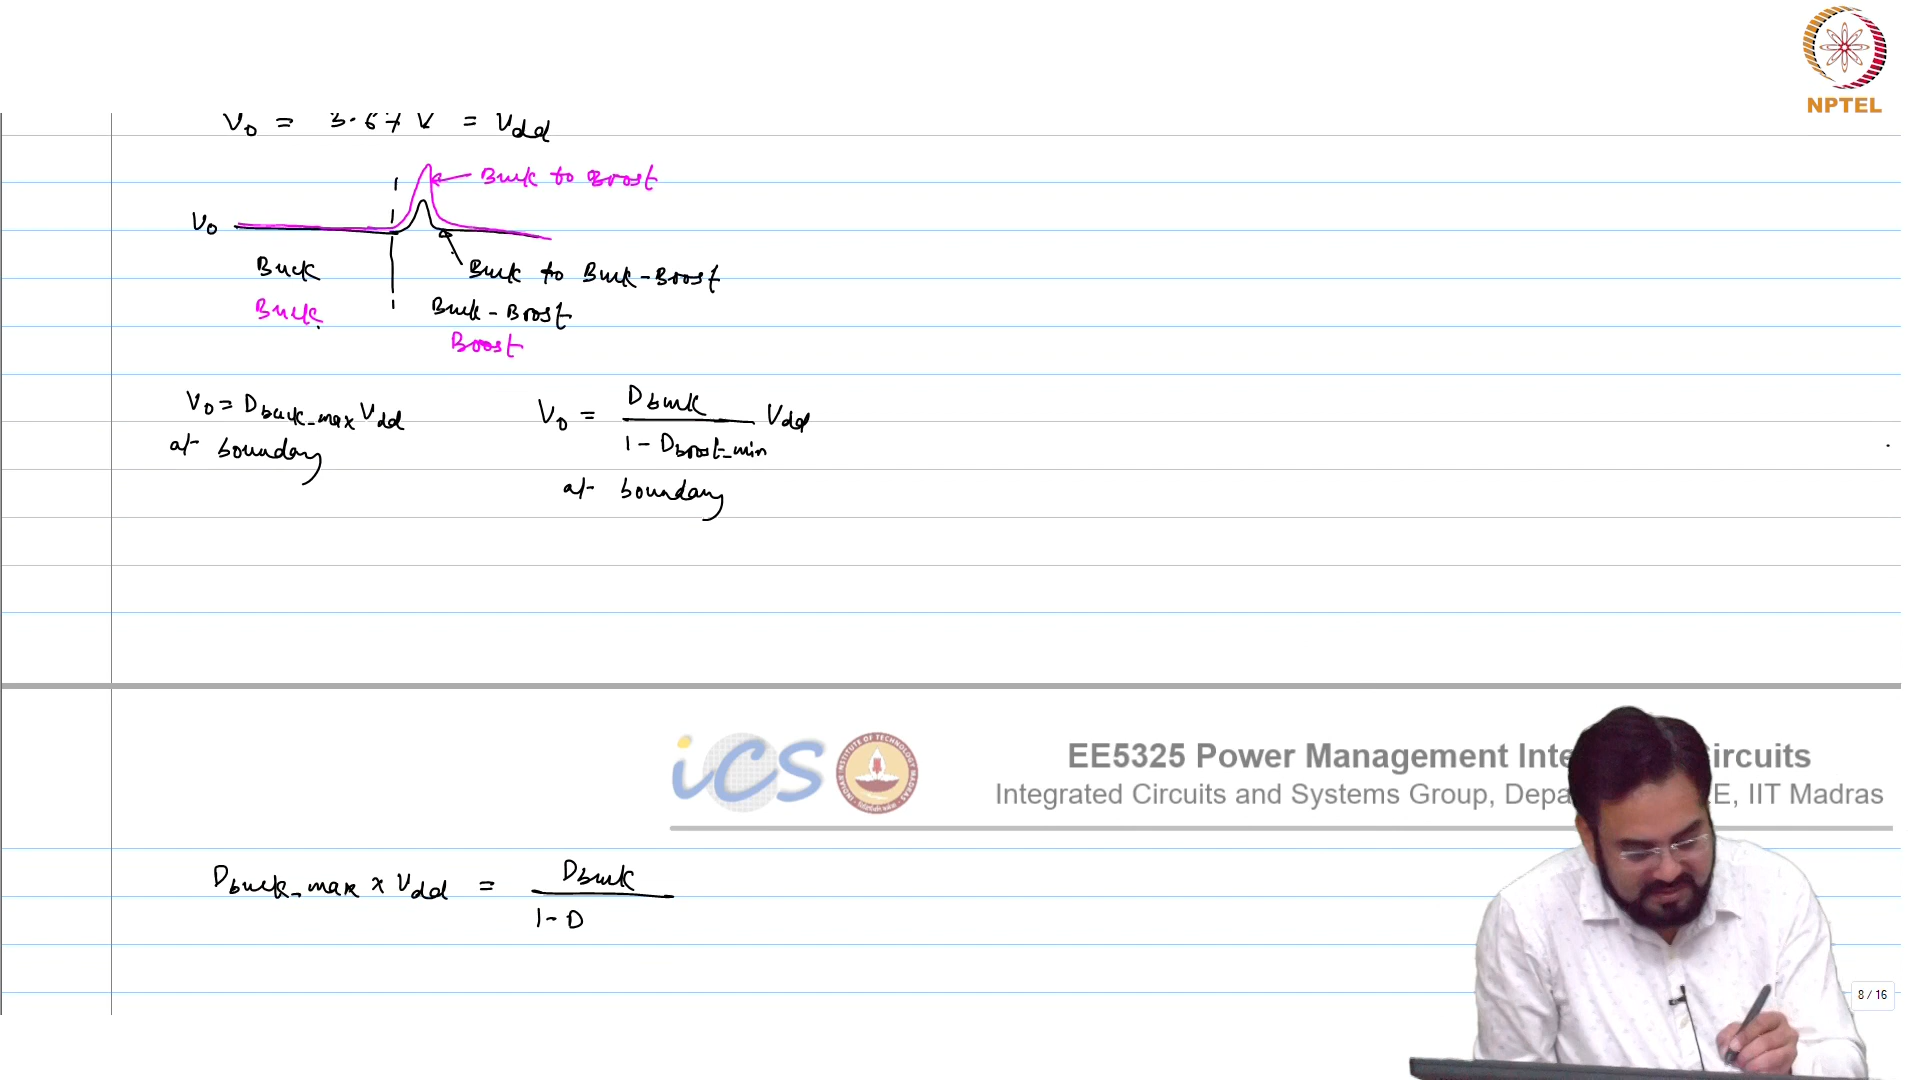 NPTEL
V0 = 3.67 V = Vdd
Buck to Boost
V0
Buck
Buck to Buck-Boost
Buck
Buck-Boost
Boost
V0 = Dbuck_max Vdd
at boundary
V0 = Dbuck / 1 - Dboost_min Vdd
at boundary
iCS
EE5325 Power Management Inte ircuits
Integrated Circuits and Systems Group, Depa E, IIT Madras
Dbuck_max x Vdd = Dbuck / 1 - D
8 / 16